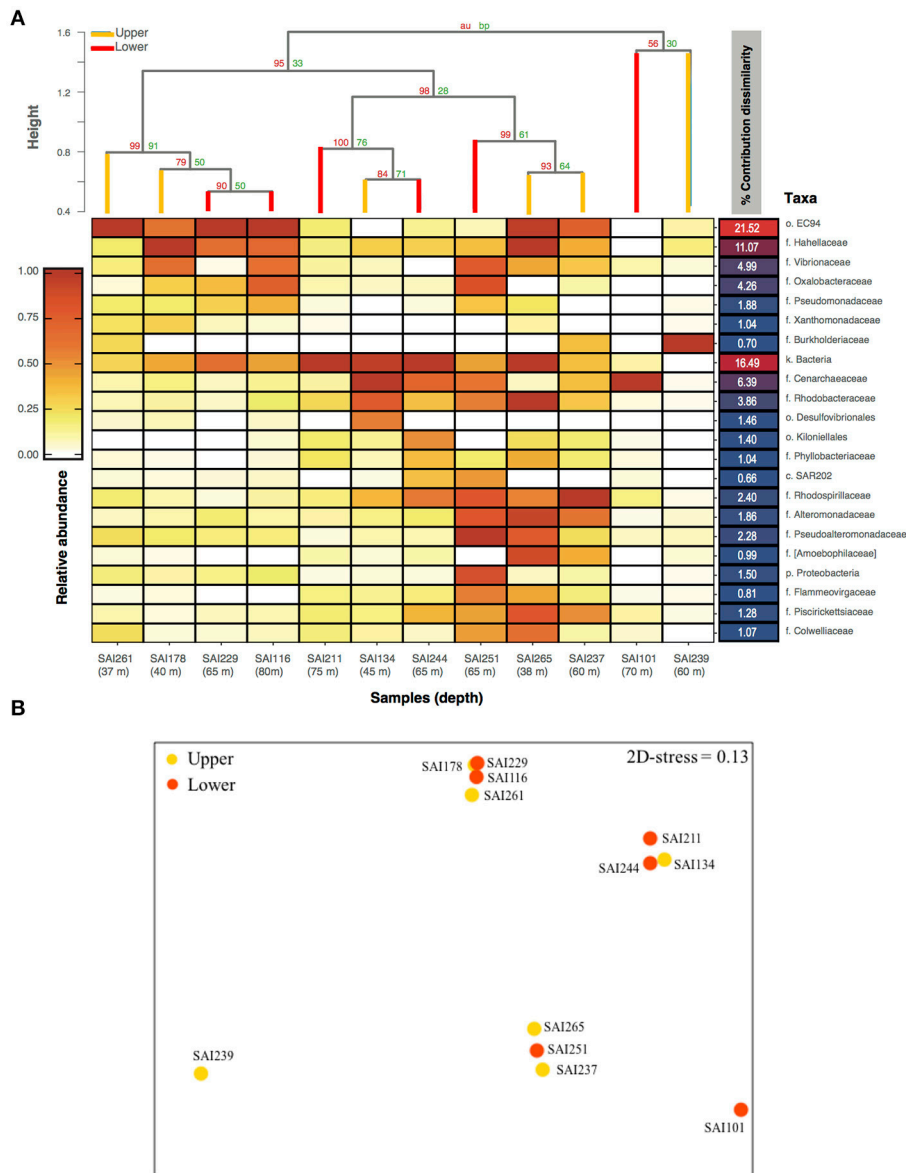 A
Upper
Lower
au bp
Height
1.6
1.2
0.8
0.4
56 30
95 33
98 28
99 91
79 50
90 50
100 76
84 71
99 61
93 64
% Contribution dissimilarity
Taxa
21.52 o. EC94
11.07 f. Hahellaceae
4.99 f. Vibrionaceae
4.26 f. Oxalobacteraceae
1.88 f. Pseudomonadaceae
1.04 f. Xanthomonadaceae
0.70 f. Burkholderiaceae
16.49 k. Bacteria
6.39 f. Cenarchaeaceae
3.86 f. Rhodobacteraceae
1.46 o. Desulfovibrionales
1.40 o. Kiloniellales
1.04 f. Phyllobacteriaceae
0.66 c. SAR202
2.40 f. Rhodospirillaceae
1.86 f. Alteromonadaceae
2.28 f. Pseudoalteromonadaceae
0.99 f. [Amoebophilaceae]
1.50 p. Proteobacteria
0.81 f. Flammeovirgaceae
1.28 f. Piscirickettsiaceae
1.07 f. Colwelliaceae
Relative abundance
1.00
0.75
0.50
0.25
0.00
SAI261 SAI178 SAI229 SAI116 SAI211 SAI134 SAI244 SAI251 SAI265 SAI237 SAI101 SAI239
(37 m) (40 m) (65 m) (80m) (75 m) (45 m) (65 m) (65 m) (38 m) (60 m) (70 m) (60 m)
Samples (depth)
B
Upper
Lower
2D-stress = 0.13
SAI178
SAI229
SAI116
SAI261
SAI211
SAI244
SAI134
SAI265
SAI251
SAI237
SAI239
SAI101